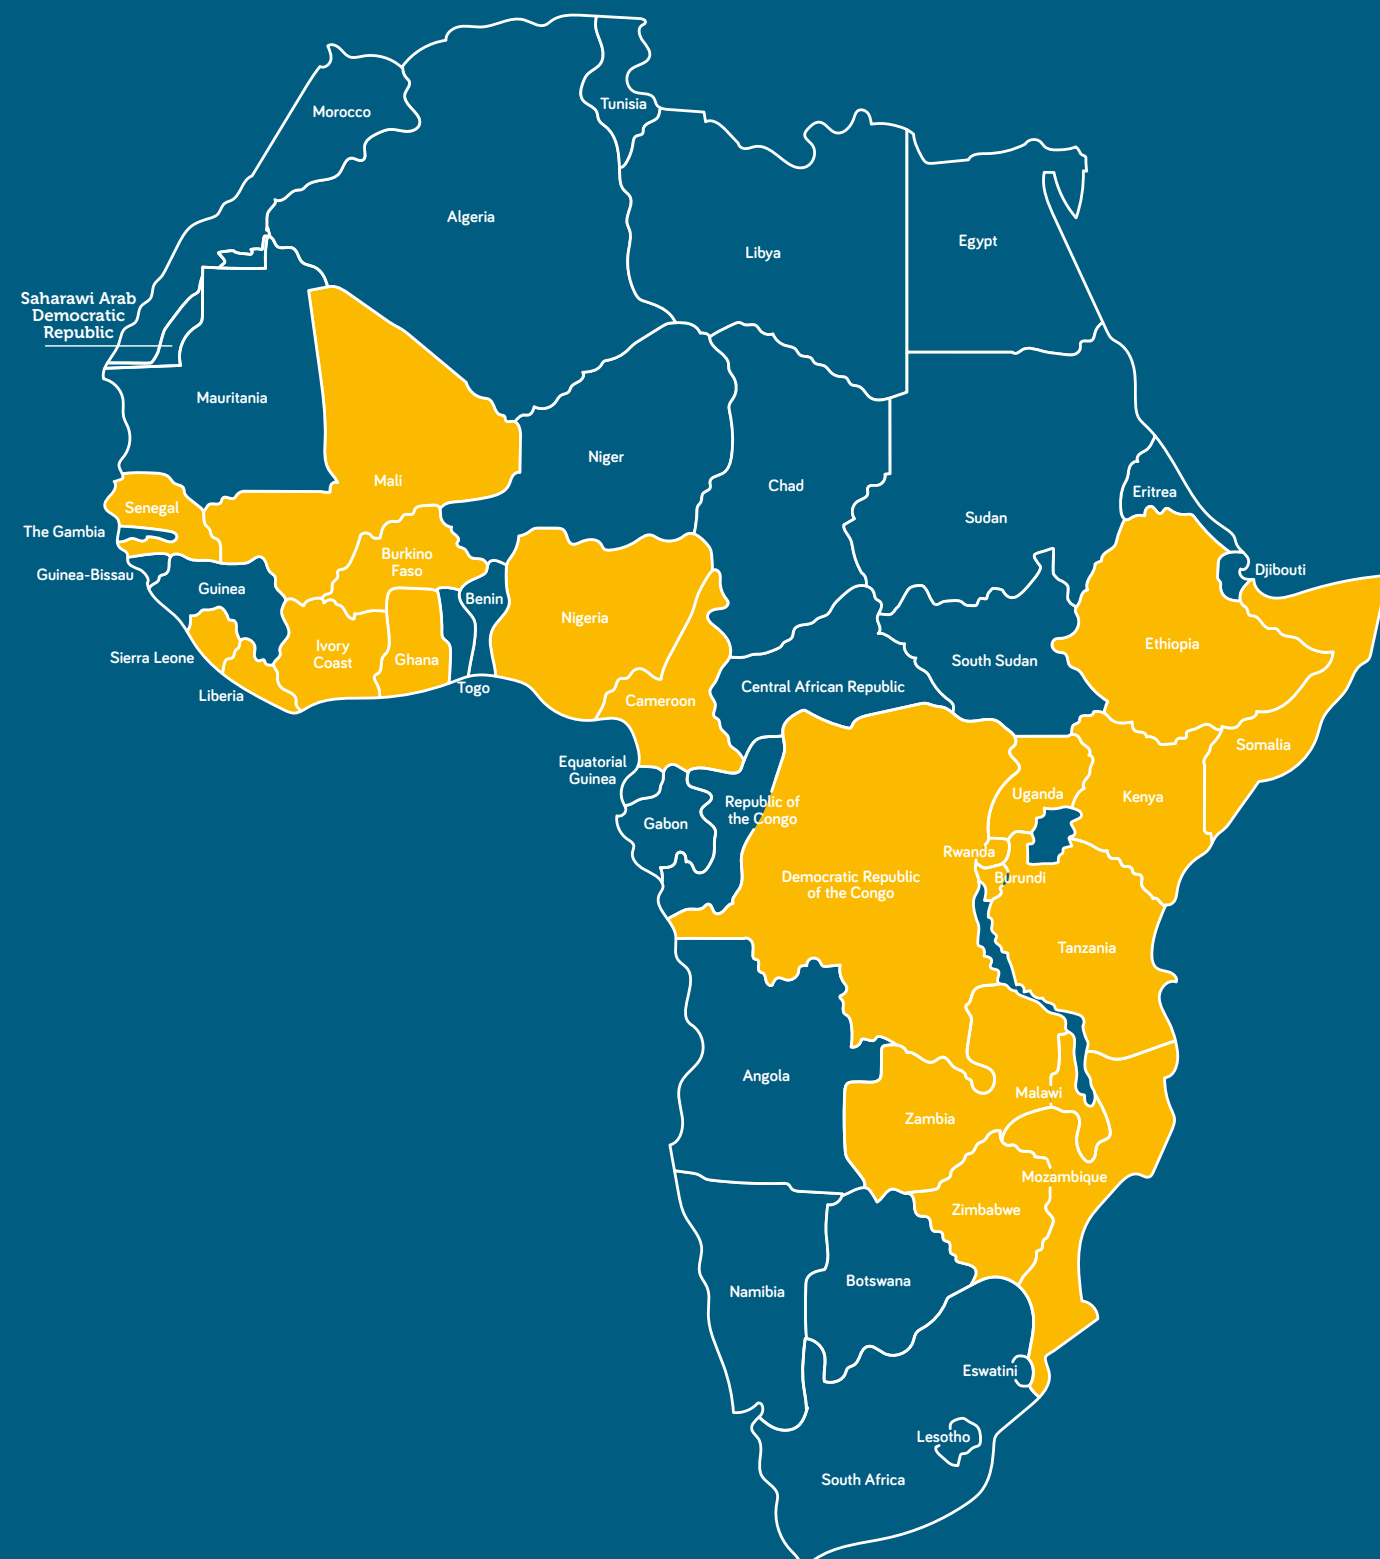 Tunisia
Morocco
Algeria
Egypt
Libya
Saharawi Arab
Democratic
Republic
Mauritania
Niger
Mali
Chad
Eritrea
Senegal
Sudan
The Gambia
Burkino
Faso
Djibouti
Guinea-Bissau
Guinea
Benin
Nigeria
Ethiopia
Ivory
Coast
Sierra Leone
Ghana
South Sudan
Togo
Central African Republic
Liberia
Cameroon
Somalia
Equatorial
Guinea
Uganda
Kenya
Republic of
the Congo
Gabon
Rwanda
Democratic Republic
of the Congo
Burundi
Tanzania
Angola
Malawi
Zambia
Mozambique
Zimbabwe
Botswana
Namibia
Eswatini
Lesotho
South Africa